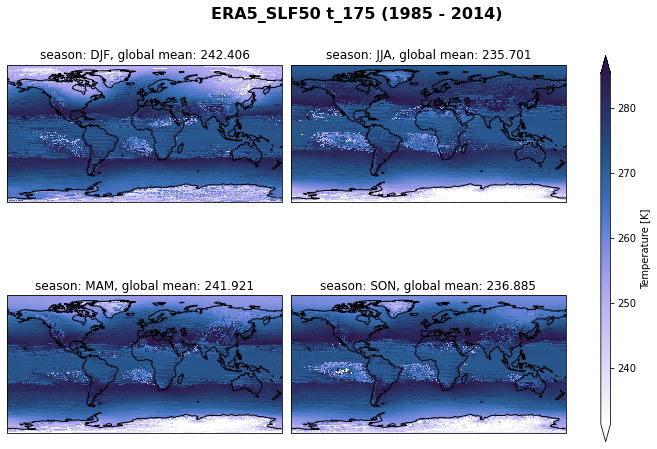 ERA5_SLF50 t_175 (1985 - 2014)
season: DJF, global mean: 242.406
season: JJA, global mean: 235.701
season: MAM, global mean: 241.921
season: SON, global mean: 236.885
280
270
260
250
240
Temperature [K]